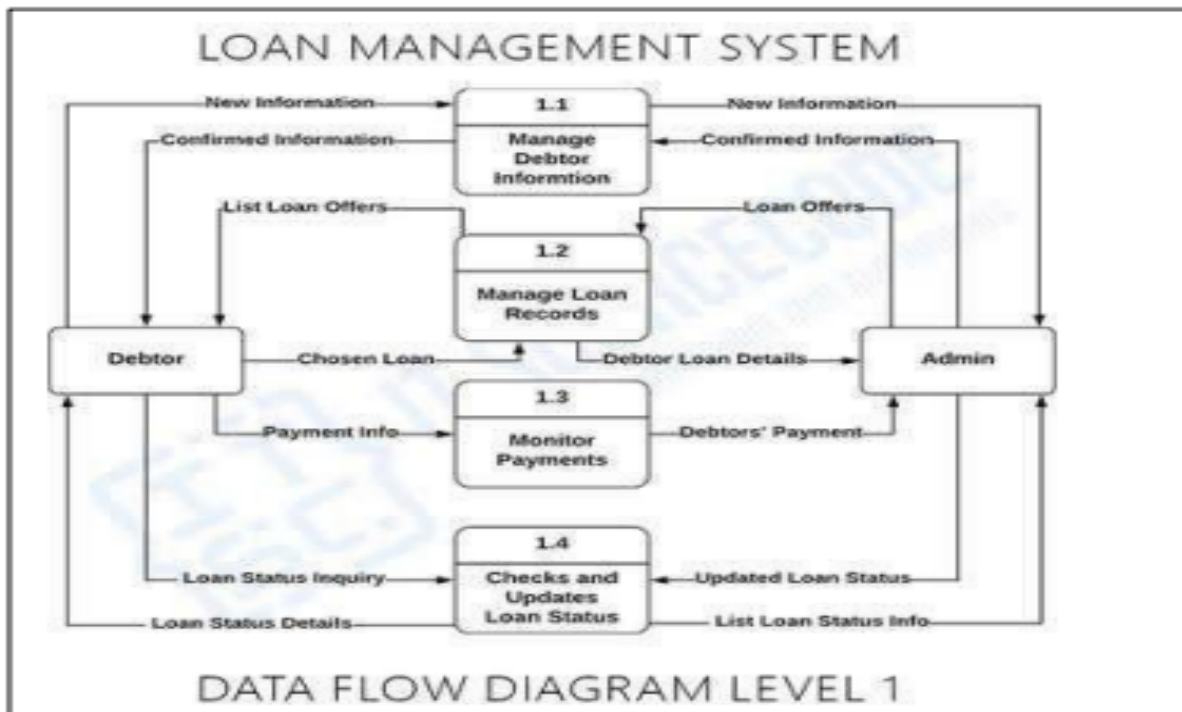 LOAN MANAGEMENT SYSTEM
New Information
1.1
New Information
Confirmed Information
Manage
Debtor
Informtion
Confirmed Information
List Loan Offers
Loan Offers
1.2
Manage Loan
Records
Debtor
Chosen Loan
Debtor Loan Details
Admin
1.3
Payment Info
Monitor
Payments
Debtors' Payment
1.4
Loan Status Inquiry
Checks and
Updates
Loan Status
Updated Loan Status
Loan Status Details
List Loan Status Info
DATA FLOW DIAGRAM LEVEL 1